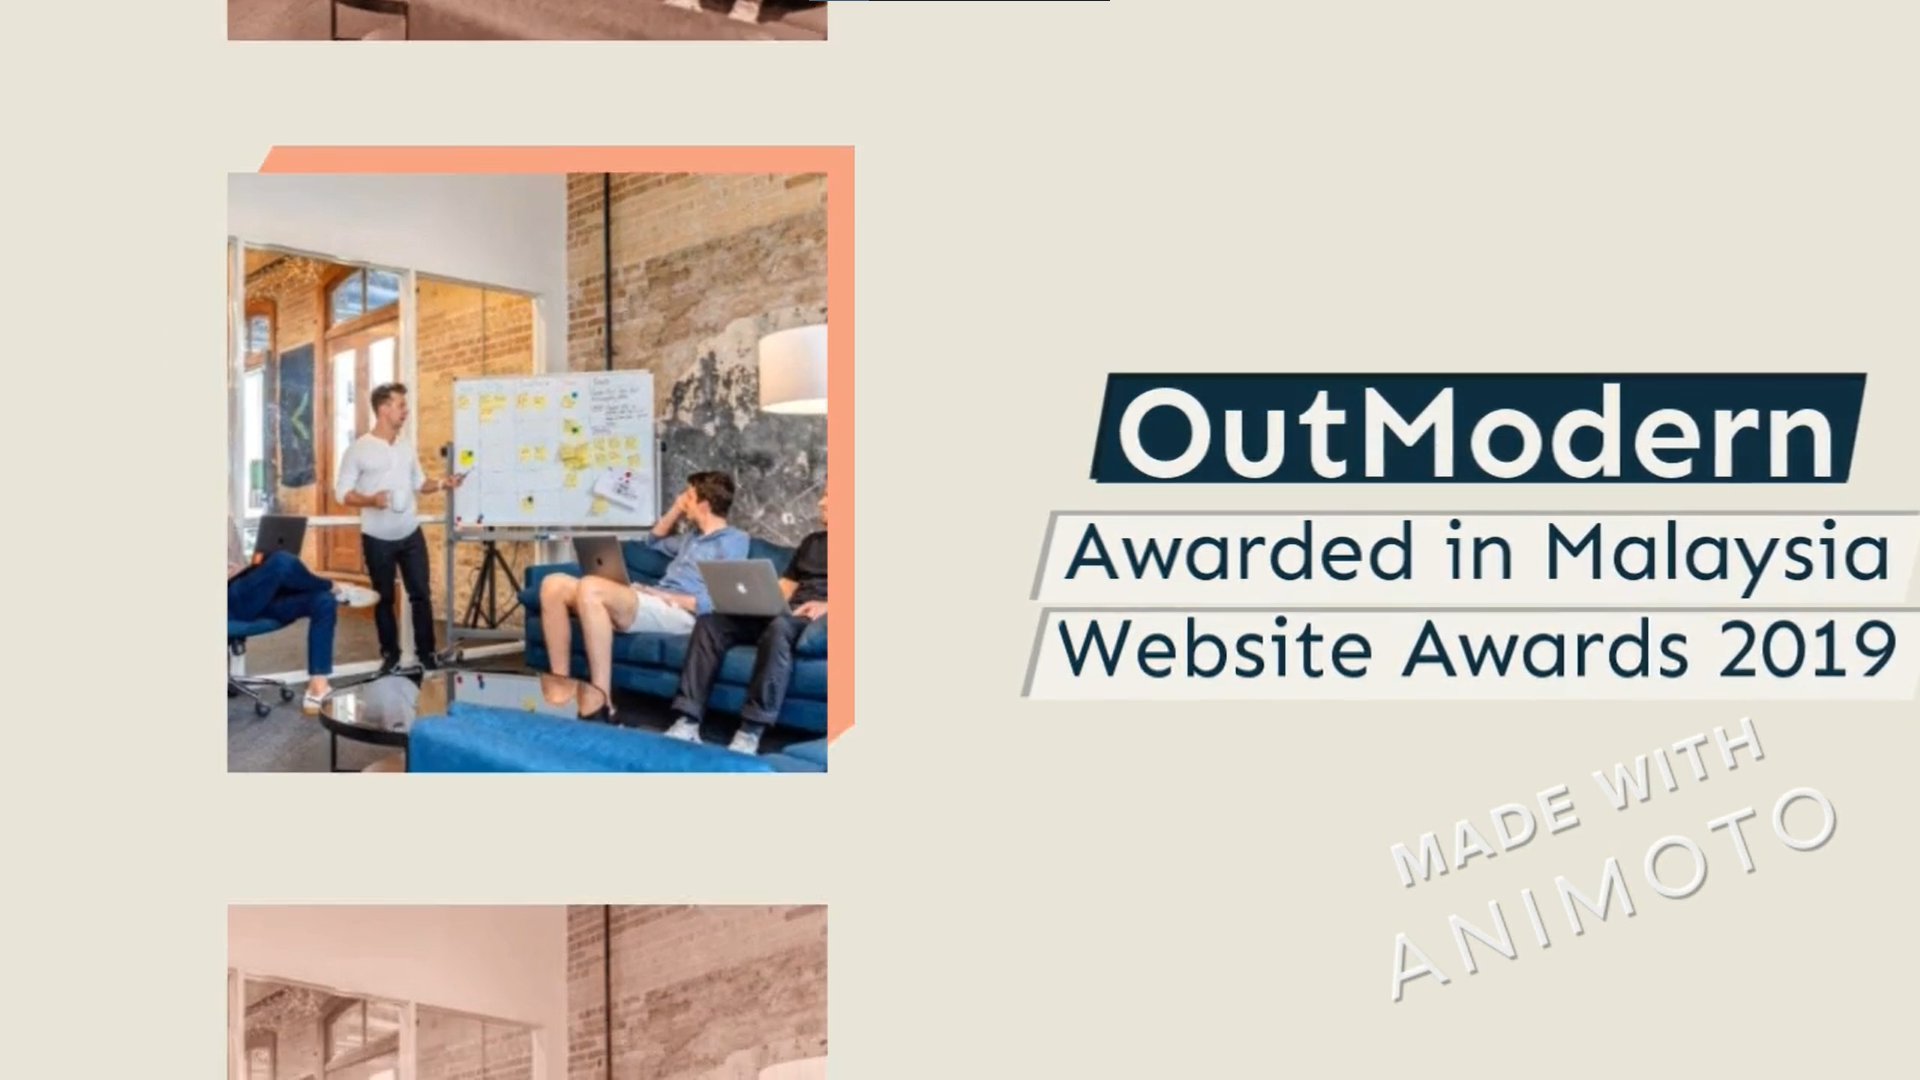 OutModern
Awarded in Malaysia
Website Awards 2019
MADE WITH
ANIMOTO